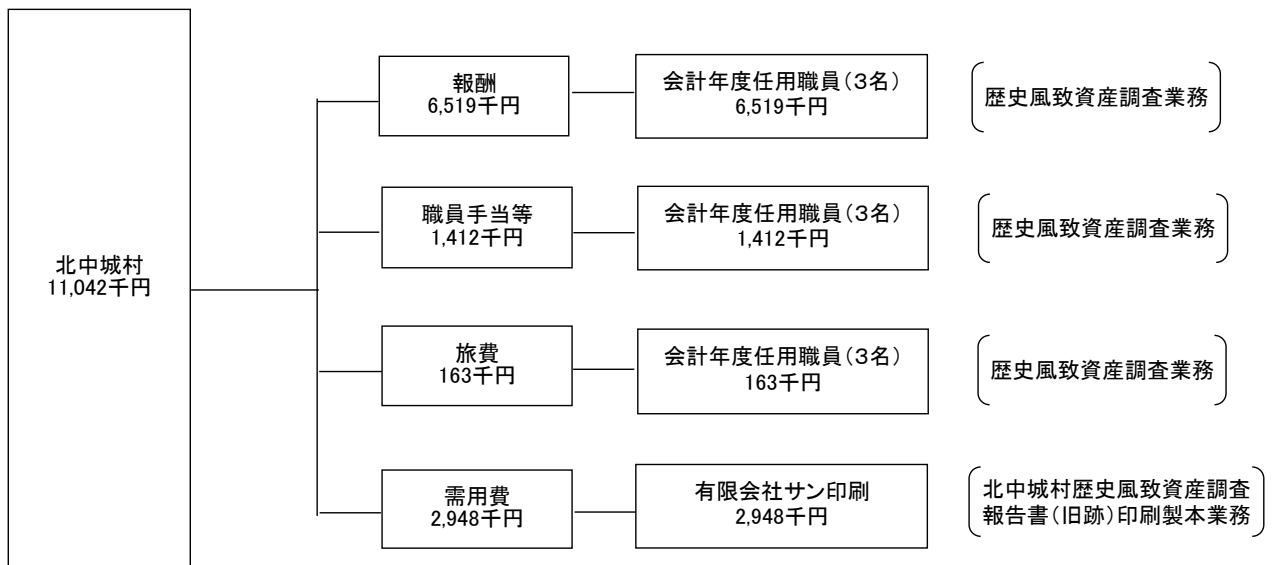 北中城村
11,042千円
報酬
6,519千円
会計年度任用職員(3名)
6,519千円
歴史風致資産調査業務
職員手当等
1,412千円
会計年度任用職員(3名)
1,412千円
歴史風致資産調査業務
旅費
163千円
会計年度任用職員(3名)
163千円
歴史風致資産調査業務
需用費
2,948千円
有限会社サン印刷
2,948千円
北中城村歴史風致資産調査
報告書(旧跡)印刷製本業務